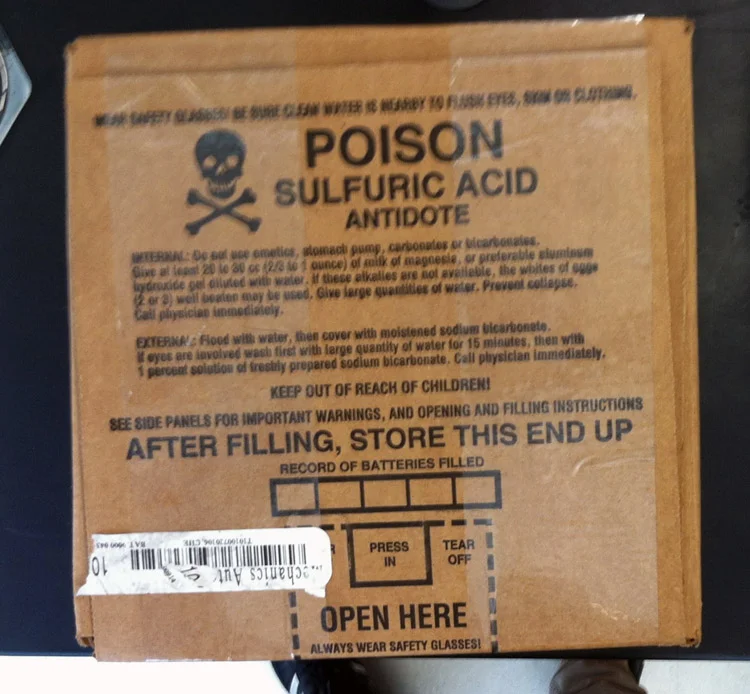 WEAR SAFETY GLASSES! BE SURE CLEAN WATER IS NEARBY TO FLUSH EYES, SKIN OR CLOTHING.
POISON
SULFURIC ACID
ANTIDOTE
INTERNAL: Do not use emetics, stomach pump, carbonates or bicarbonates.
Give at least 20 to 30 cc (2/3 to 1 ounce) of milk of magnesia, or preferable aluminum
hydroxide gel diluted with water. If these alkalies are not available, the whites of eggs
(2 or 3) well beaten may be used. Give large quantities of water. Prevent collapse.
Call physician immediately.
EXTERNAL: Flood with water, then cover with moistened sodium bicarbonate.
If eyes are involved wash first with large quantity of water for 15 minutes, then with
1 percent solution of freshly prepared sodium bicarbonate. Call physician immediately.
KEEP OUT OF REACH OF CHILDREN!
SEE SIDE PANELS FOR IMPORTANT WARNINGS, AND OPENING AND FILLING INSTRUCTIONS
AFTER FILLING, STORE THIS END UP
RECORD OF BATTERIES FILLED
R
PRESS
IN
TEAR
OFF
echanics Aut
10
OPEN HERE
ALWAYS WEAR SAFETY GLASSES!